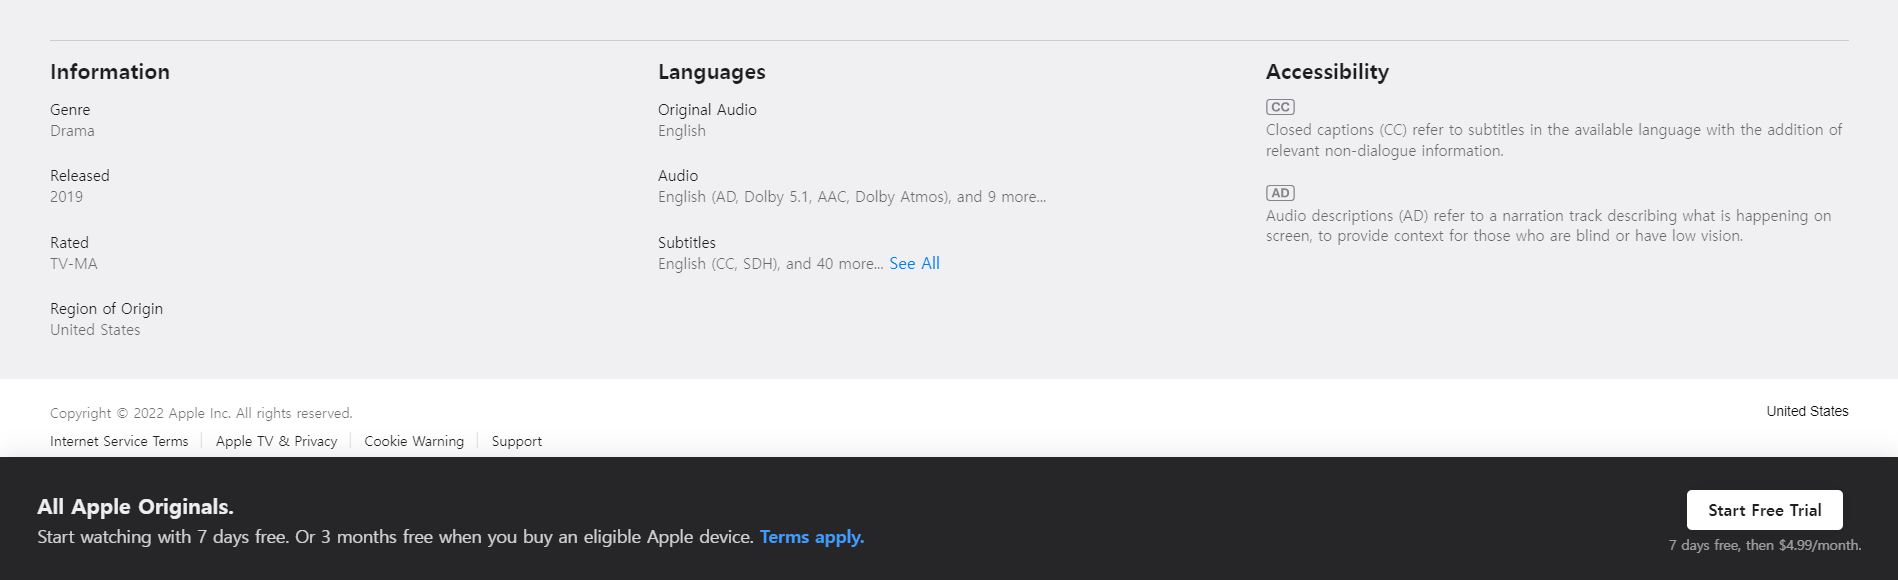 Information
Genre
Drama
Released
2019
Rated
TV-MA
Region of Origin
United States
Languages
Original Audio
English
Audio
English (AD, Dolby 5.1, AAC, Dolby Atmos), and 9 more...
Subtitles
English (CC, SDH), and 40 more... See All
Accessibility
CC
Closed captions (CC) refer to subtitles in the available language with the addition of
relevant non-dialogue information.
AD
Audio descriptions (AD) refer to a narration track describing what is happening on
screen, to provide context for those who are blind or have low vision.
Copyright © 2022 Apple Inc. All rights reserved.
United States
Internet Service Terms
Apple TV & Privacy
Cookie Warning
Support
All Apple Originals.
Start watching with 7 days free. Or 3 months free when you buy an eligible Apple device. Terms apply.
Start Free Trial
7 days free, then $4.99/month.